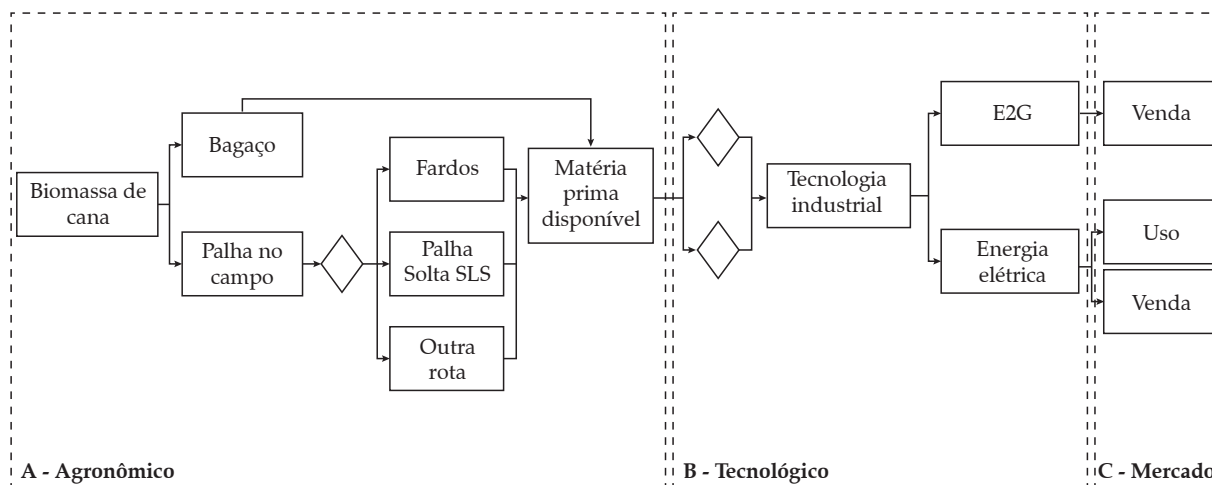 Biomassa de
cana
Bagaço
Palha no
campo
Fardos
Palha
Solta SLS
Outra
rota
Matéria
prima
disponível
A - Agronômico
Tecnologia
industrial
E2G
Energia
elétrica
B - Tecnológico
Venda
Uso
Venda
C - Mercado